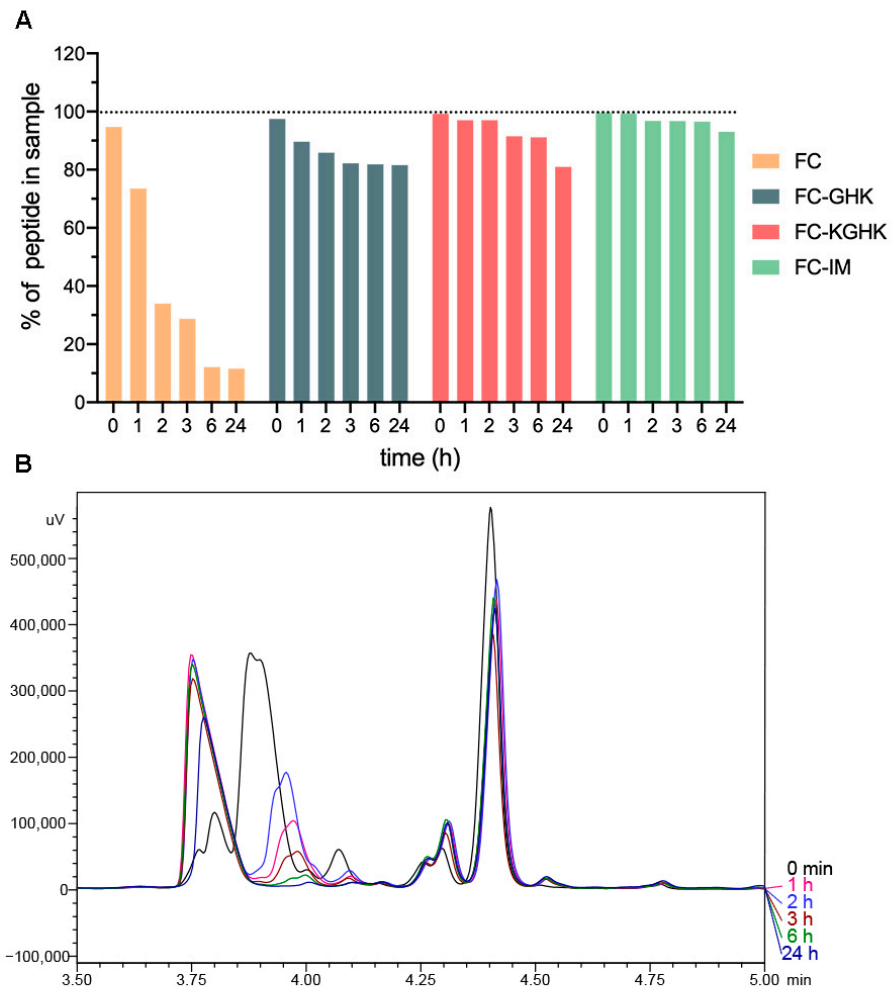 A
% of peptide in sample
120
100
80
60
40
20
0
0 1 2 3 6 24 0 1 2 3 6 24 0 1 2 3 6 24 0 1 2 3 6 24
time (h)
FC
FC-GHK
FC-KGHK
FC-IM
B
uV
500,000
400,000
300,000
200,000
100,000
0
−100,000
3.50 3.75 4.00 4.25 4.50 4.75 5.00 min
0 min
1 h
2 h
3 h
6 h
24 h